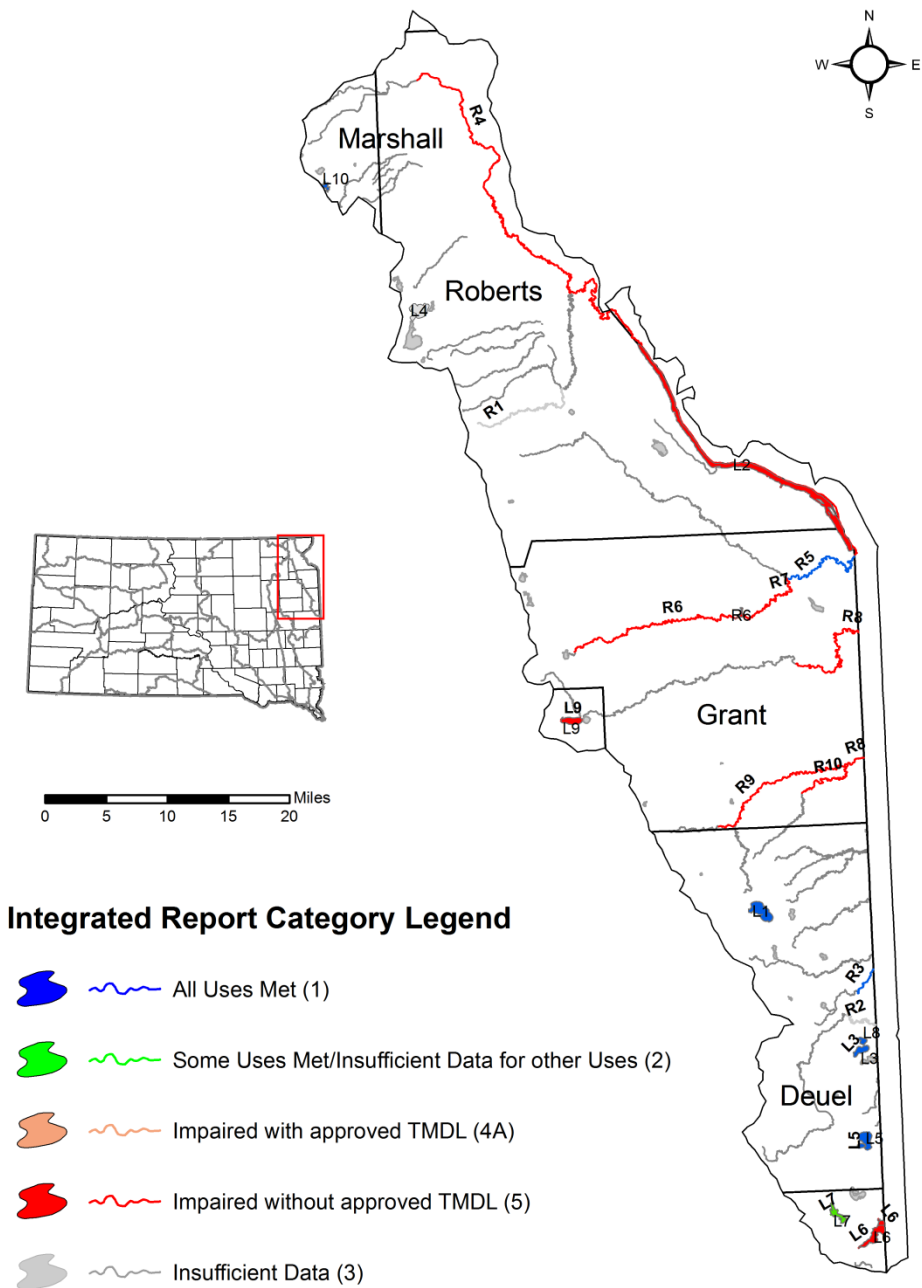 N
W E
S
R4
Marshall
L10
Roberts
L4
R1
L2
R5
R7
R6
R6
R8
L9
L9
Grant
R8
R10
R9
Miles
0 5 10 15 20
L1
Integrated Report Category Legend
R3
All Uses Met (1)
R2
L8
L3
L3
Some Uses Met/Insufficient Data for other Uses (2)
Deuel
Impaired with approved TMDL (4A)
L5
L5
Impaired without approved TMDL (5)
L7
L7
L6
L6
L6
Insufficient Data (3)